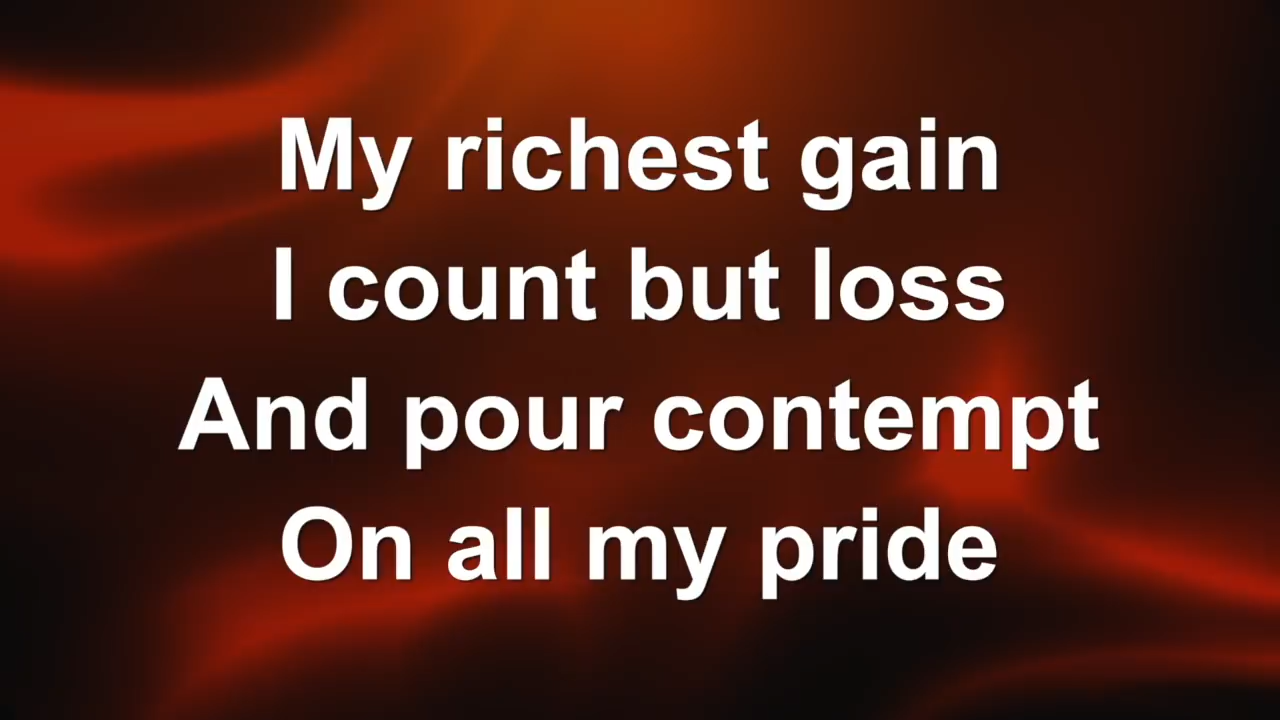 My richest gain
I count but loss
And pour contempt
On all my pride